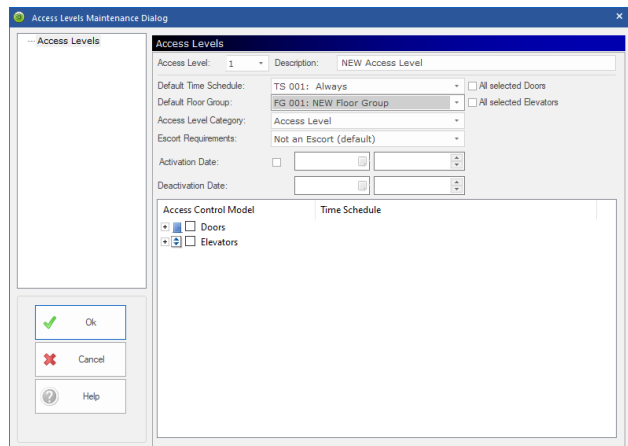 Access Levels Maintenance Dialog
Access Levels
Access Levels
Access Level: 1 Description: NEW Access Level
Default Time Schedule: TS 001: Always All selected Doors
Default Floor Group: FG 001: NEW Floor Group All selected Elevators
Access Level Category: Access Level
Escort Requirements: Not an Escort (default)
Activation Date:
Deactivation Date:
Access Control Model Time Schedule
Doors
Elevators
Ok
Cancel
Help